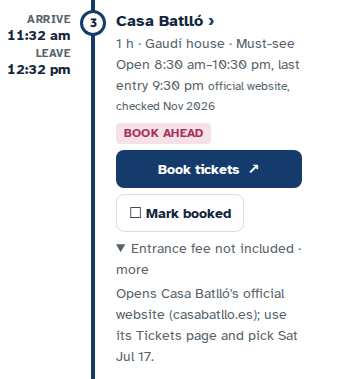 ARRIVE
11:32 am
LEAVE
12:32 pm
3
Casa Batlló ›
1 h · Gaudí house · Must-see
Open 8:30 am–10:30 pm, last
entry 9:30 pm official website,
checked Nov 2026
BOOK AHEAD
Book tickets ↗
☐ Mark booked
▼ Entrance fee not included ·
more
Opens Casa Batlló's official
website (casabatllo.es); use
its Tickets page and pick Sat
Jul 17.